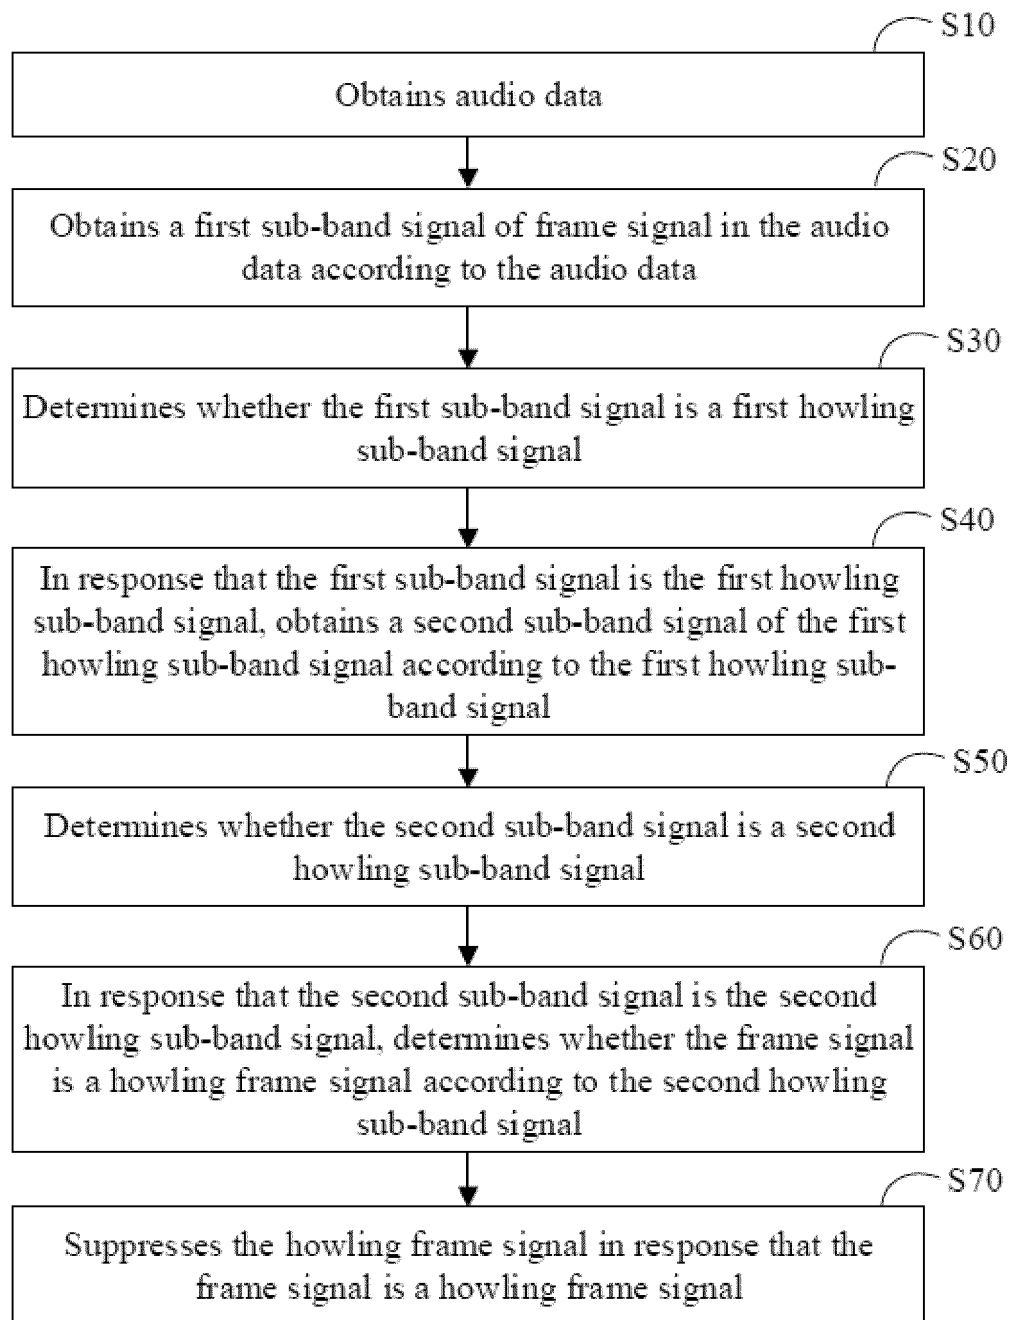 S10
Obtains audio data
S20
Obtains a first sub-band signal of frame signal in the audio
data according to the audio data
S30
Determines whether the first sub-band signal is a first howling
sub-band signal
S40
In response that the first sub-band signal is the first howling
sub-band signal, obtains a second sub-band signal of the first
howling sub-band signal according to the first howling sub-
band signal
S50
Determines whether the second sub-band signal is a second
howling sub-band signal
S60
In response that the second sub-band signal is the second
howling sub-band signal, determines whether the frame signal
is a howling frame signal according to the second howling
sub-band signal
S70
Suppresses the howling frame signal in response that the
frame signal is a howling frame signal